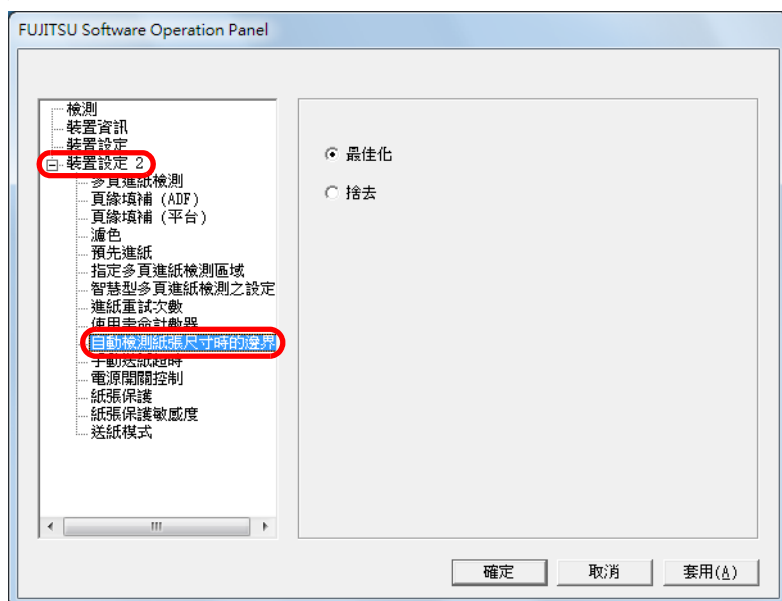 FUJITSU Software Operation Panel
檢測
裝置資訊
裝置設定
裝置設定 2
多頁進紙檢測
頁緣填補 (ADF)
頁緣填補 (平台)
濾色
預先進紙
指定多頁進紙檢測區域
智慧型多頁進紙檢測之設定
進紙重試次數
使用壽命計數器
自動檢測紙張尺寸時的邊界
手動送紙超時
電源開關控制
紙張保護
紙張保護敏感度
送紙模式
最佳化
捨去
確定
取消
套用(A)